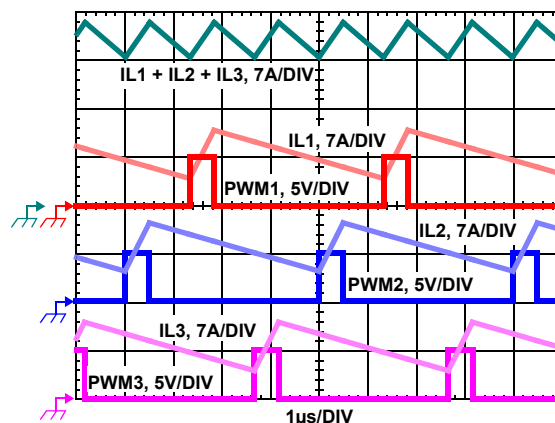 IL1 + IL2 + IL3, 7A/DIV
IL1, 7A/DIV
PWM1, 5V/DIV
IL2, 7A/DIV
PWM2, 5V/DIV
IL3, 7A/DIV
PWM3, 5V/DIV
1µs/DIV